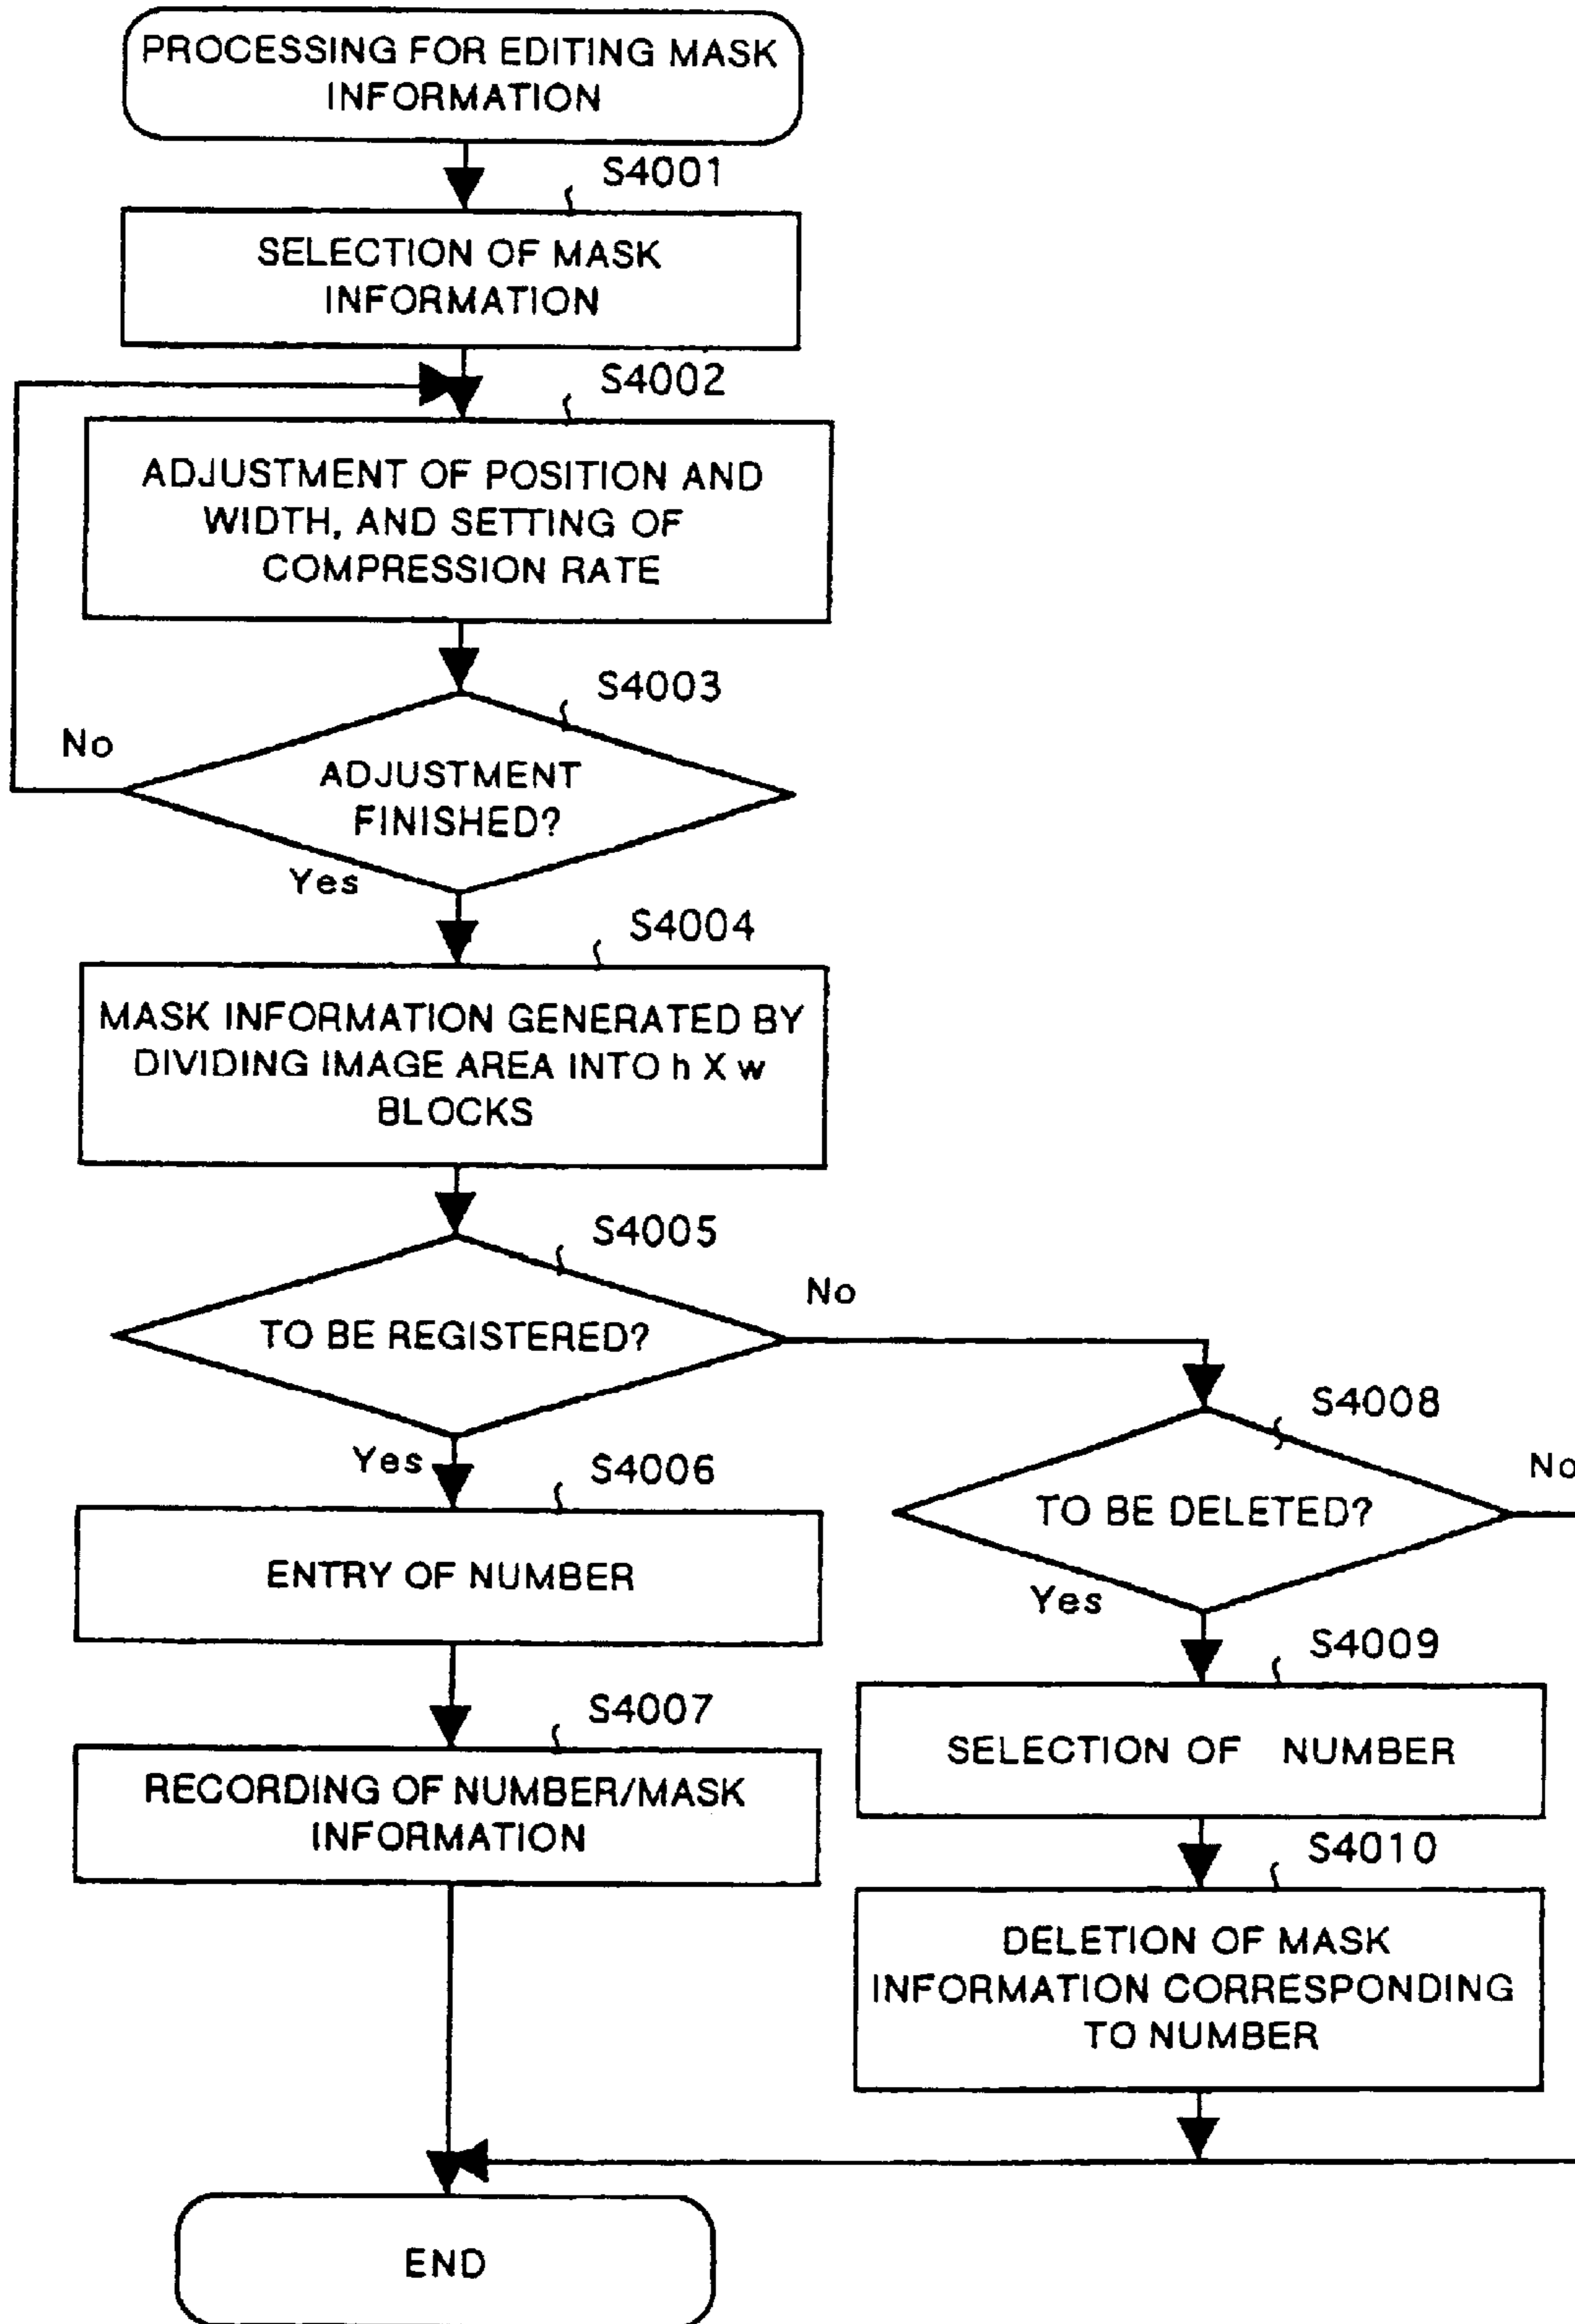 PROCESSING FOR EDITING MASK
INFORMATION
S4001
SELECTION OF MASK
INFORMATION
S4002
ADJUSTMENT OF POSITION AND
WIDTH, AND SETTING OF
COMPRESSION RATE
S4003
No
ADJUSTMENT
FINISHED?
Yes
S4004
MASK INFORMATION GENERATED BY
DIVIDING IMAGE AREA INTO h X w
BLOCKS
S4005
No
TO BE REGISTERED?
Yes
S4006
ENTRY OF NUMBER
S4007
RECORDING OF NUMBER/MASK
INFORMATION
S4008
No
TO BE DELETED?
Yes
S4009
SELECTION OF NUMBER
S4010
DELETION OF MASK
INFORMATION CORRESPONDING
TO NUMBER
END